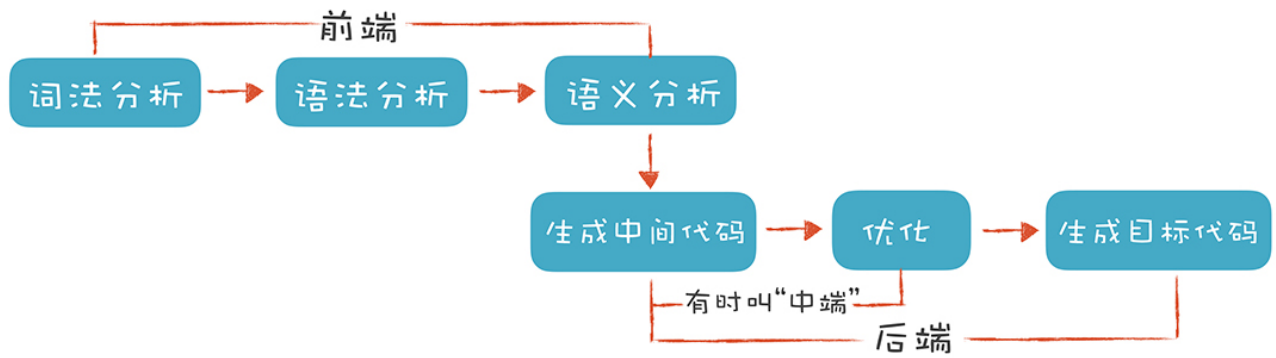 前端
词法分析
语法分析
语义分析
生成中间代码
优化
生成目标代码
有时叫“中端”
后端